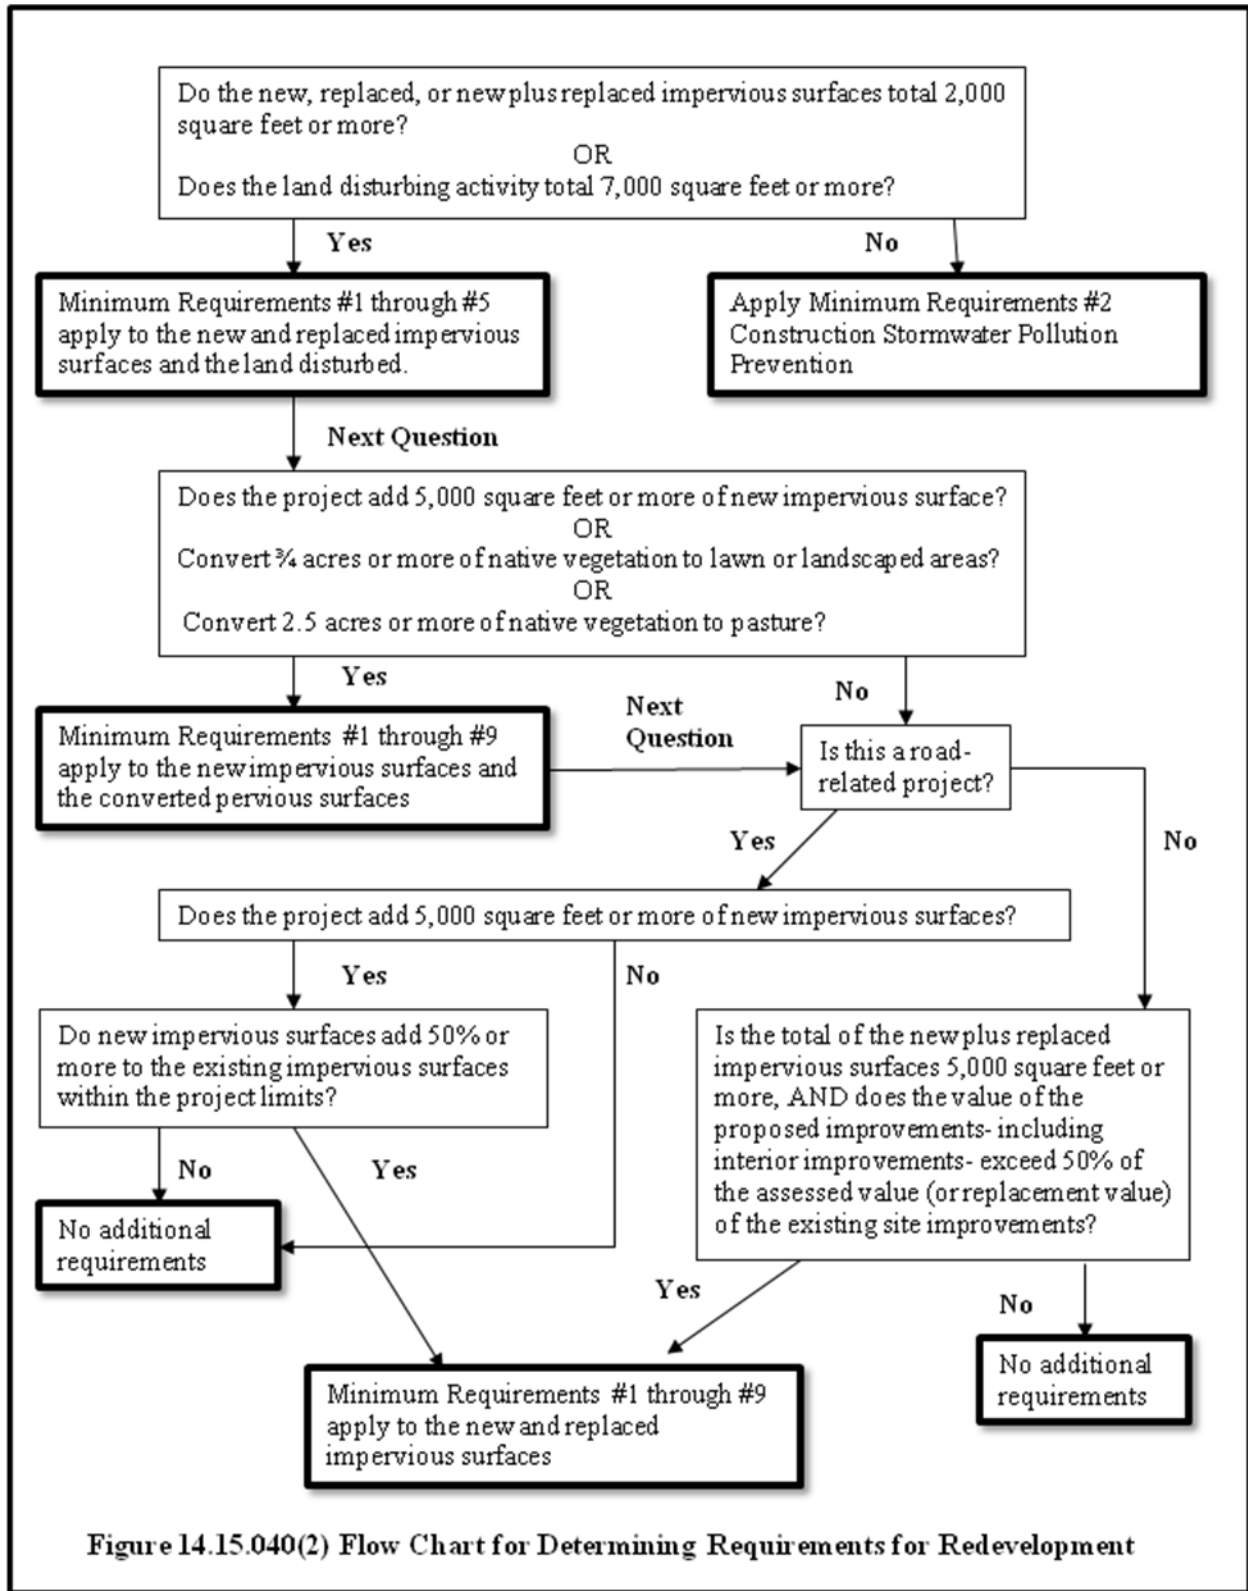 Do the new, replaced, or new plus replaced impervious surfaces total 2,000
square feet or more?
OR
Does the land disturbing activity total 7,000 square feet or more?
Yes
No
Minimum Requirements #1 through #5
apply to the new and replaced impervious
surfaces and the land disturbed.
Apply Minimum Requirements #2
Construction Stormwater Pollution
Prevention
Next Question
Does the project add 5,000 square feet or more of new impervious surface?
OR
Convert ¾ acres or more of native vegetation to lawn or landscaped areas?
OR
Convert 2.5 acres or more of native vegetation to pasture?
Yes
No
Minimum Requirements #1 through #9
apply to the new impervious surfaces and
the converted pervious surfaces
Next
Question
Is this a road-
related project?
Yes
No
Does the project add 5,000 square feet or more of new impervious surfaces?
Yes
No
Do new impervious surfaces add 50% or
more to the existing impervious surfaces
within the project limits?
Is the total of the new plus replaced
impervious surfaces 5,000 square feet or
more, AND does the value of the
proposed improvements- including
interior improvements- exceed 50% of
the assessed value (or replacement value)
of the existing site improvements?
No
Yes
No additional
requirements
Yes
No
No additional
requirements
Minimum Requirements #1 through #9
apply to the new and replaced
impervious surfaces
Figure 14.15.040(2) Flow Chart for Determining Requirements for Redevelopment